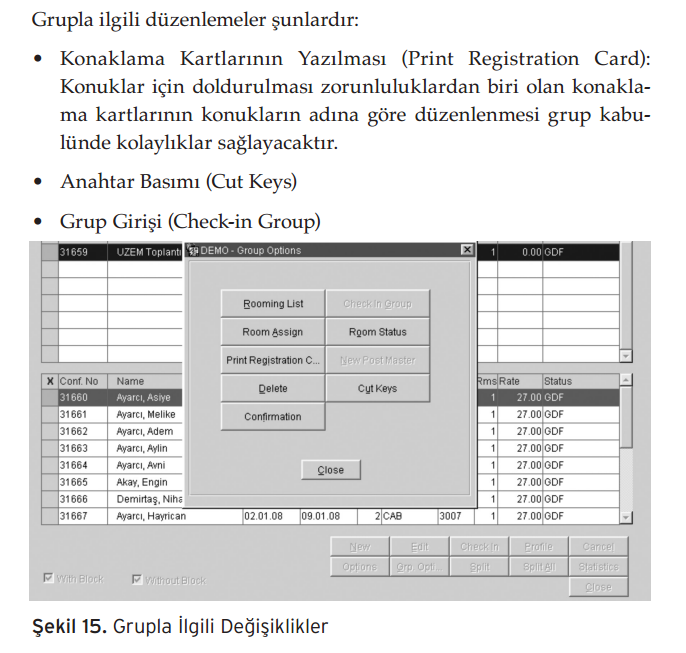 Grupla ilgili düzenlemeler şunlardır:
• Konaklama Kartlarının Yazılması (Print Registration Card):
Konuklar için doldurulması zorunluluklardan biri olan konakla-
ma kartlarının konukların adına göre düzenlenmesi grup kabu-
lünde kolaylıklar sağlayacaktır.
• Anahtar Basımı (Cut Keys)
• Grup Girişi (Check-in Group)
31659 UZEM Toplantı 1 0.00 GDF
DEMO - Group Options
Rooming List Check-In Group
Room Assign Room Status
Print Registration C... New Post Master
Delete Cut Keys
Confirmation
Close
X Conf. No Name Rms Rate Status
31660 Ayarcı, Asiye 1 27.00 GDF
31661 Ayarcı, Melike 1 27.00 GDF
31662 Ayarcı, Adem 1 27.00 GDF
31663 Ayarcı, Aylin 1 27.00 GDF
31664 Ayarcı, Avni 1 27.00 GDF
31665 Akay, Engin 1 27.00 GDF
31666 Demirtaş, Niha 1 27.00 GDF
31667 Ayarcı, Hayrican 02.01.08 09.01.08 2 CAB 3007 1 27.00 GDF
New Edit Check in Profile Cancel
Options Grp. Opti... Split Split All Statistics
With Block Without Block
Close
Şekil 15. Grupla İlgili Değişiklikler